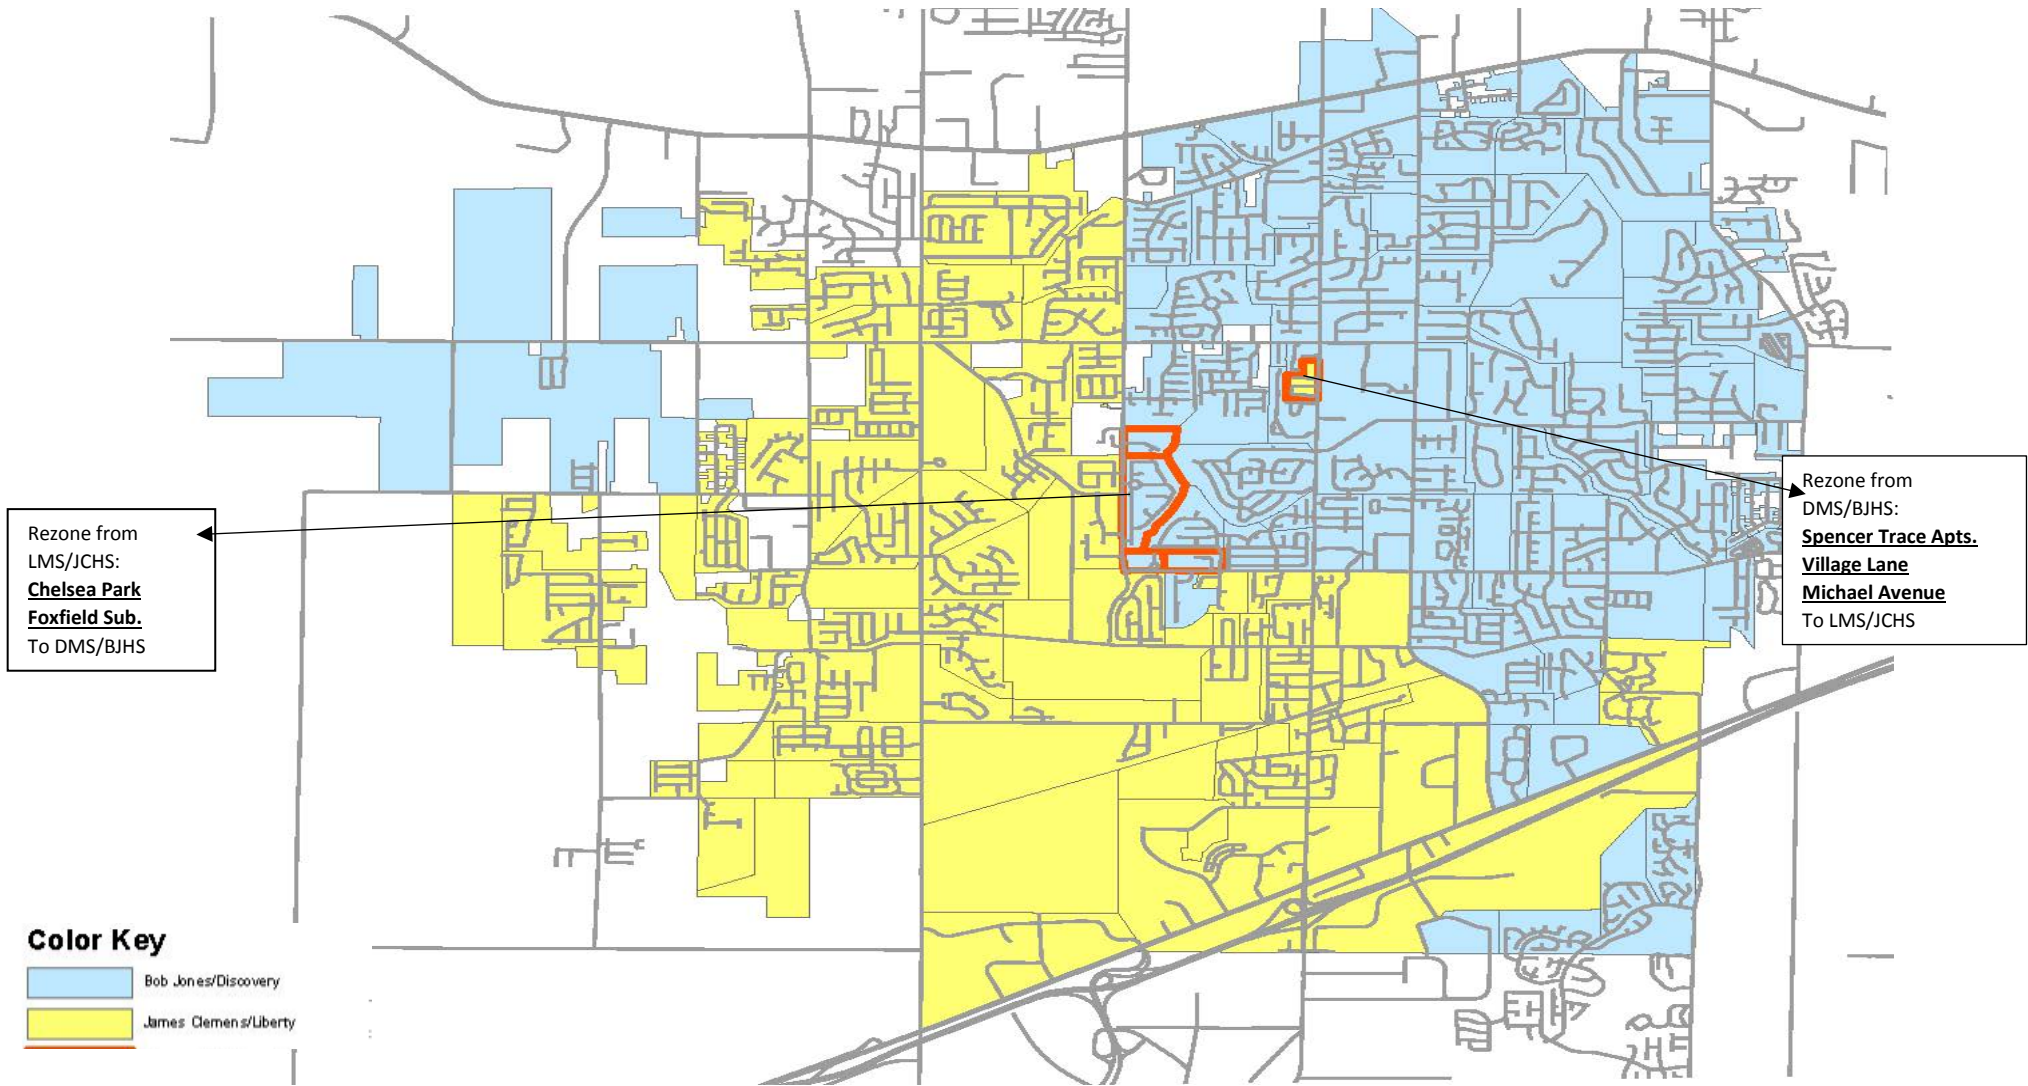 Rezone from
LMS/JCHS:
Chelsea Park
Foxfield Sub.
To DMS/BJHS
Rezone from
DMS/BJHS:
Spencer Trace Apts.
Village Lane
Michael Avenue
To LMS/JCHS
Color Key
Bob Jones/Discovery
James Clemens/Liberty